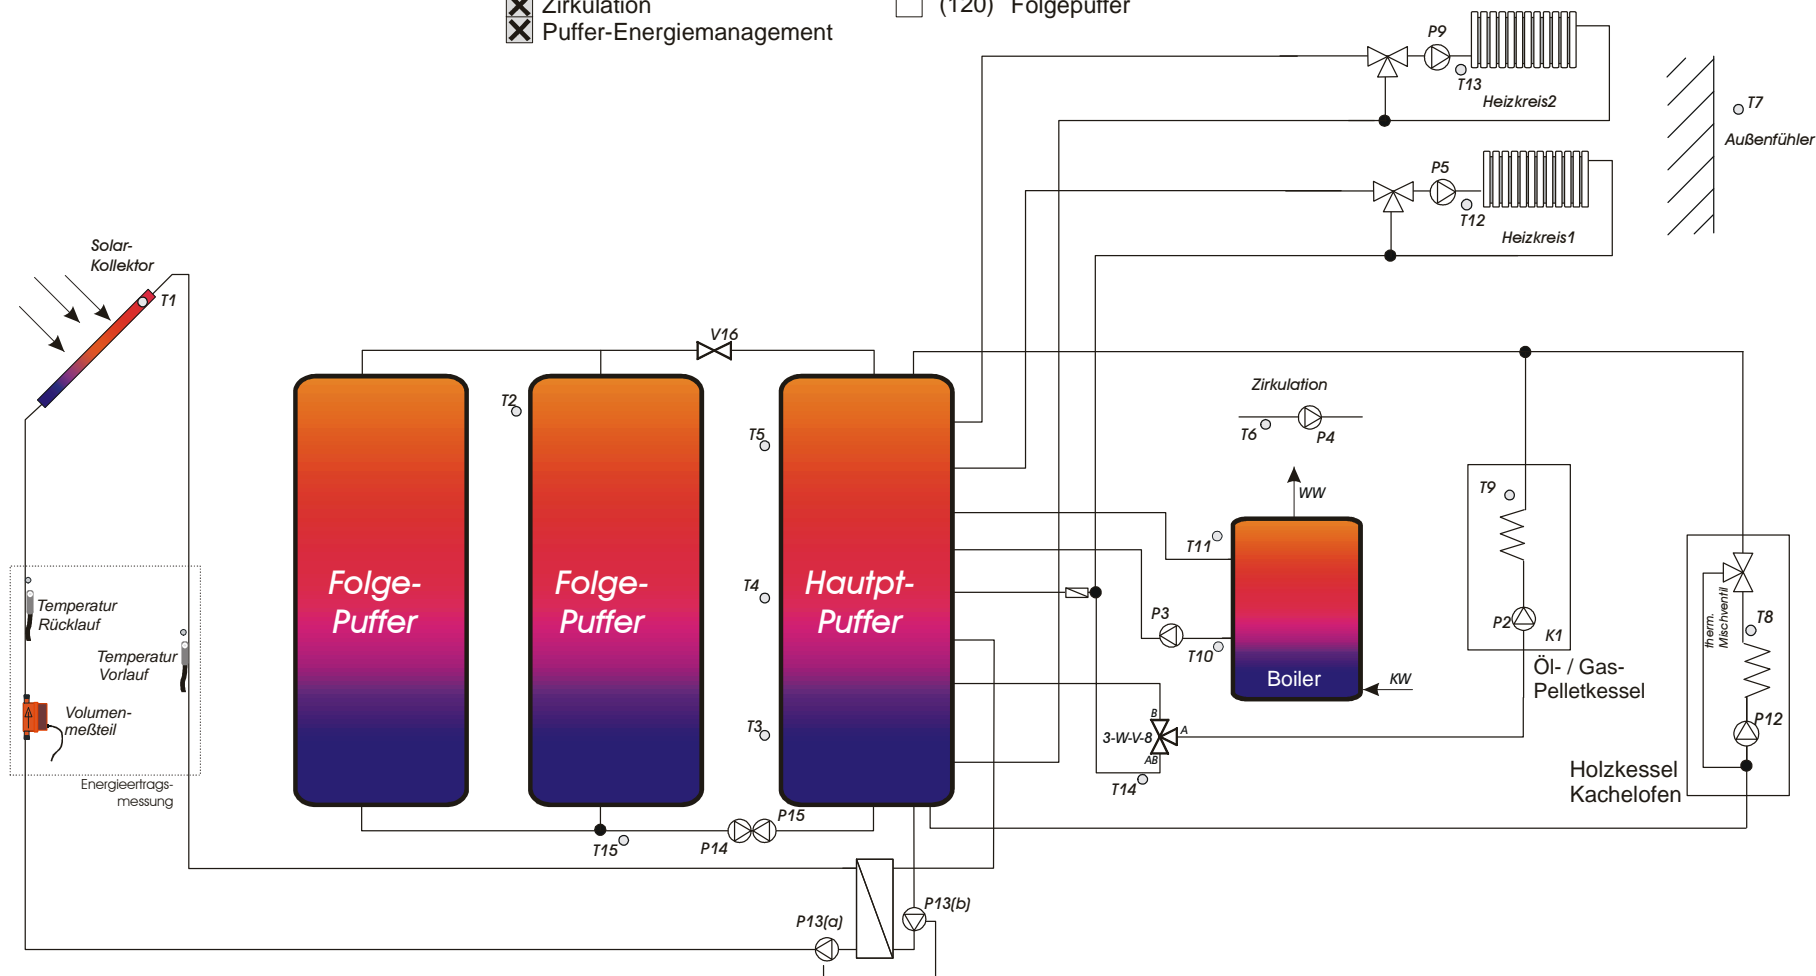 Zirkulation
(120) Folgepuffer
Puffer-Energiemanagement
P9
T13
Heizkreis2
T7
Außenfühler
P5
T12
Heizkreis1
Solar-
Kollektor
T1
V16
T2
T5
Zirkulation
T6
P4
WW
T9
T11
Folge-
Puffer
Folge-
Puffer
T4
Hautpt-
Puffer
P3
T10
Boiler
KW
P2
K1
Öl- / Gas-
Pelletkessel
therm.
Mischventil
T8
P12
Holzkessel
Kachelofen
Temperatur
Rücklauf
Temperatur
Vorlauf
Volumen-
meßteil
Energieertrags-
messung
T3
B
3-W-V-8
A
AB
T14
P15
T15
P14
P13(a)
P13(b)